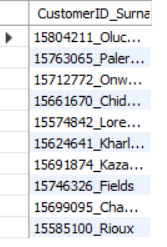 CustomerID_Surna
15804211_Oluc...
15763065_Paler...
15712772_Onw...
15661670_Chid...
15574842_Lore...
15624641_Kharl...
15691874_Kaza...
15746326_Fields
15699095_Cha...
15585100_Rioux